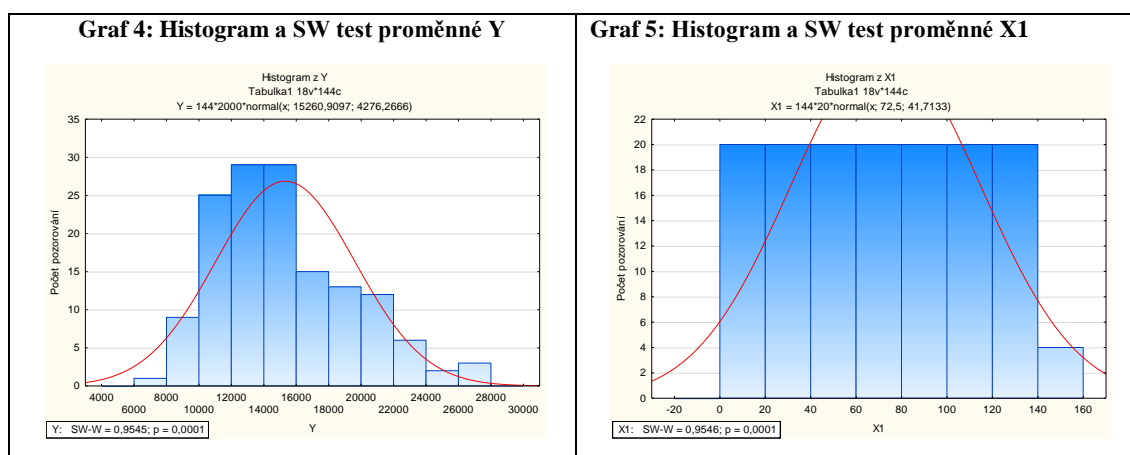 Graf 4: Histogram a SW test proměnné Y
Histogram z Y
Tabulka1 18v*144c
Y = 144*2000*normal(x; 15260,9097; 4276,2666)
35
30
25
20
15
10
5
0
Počet pozorování
4000 8000 12000 16000 20000 24000 28000
6000 10000 14000 18000 22000 26000 30000
Y
Y: SW-W = 0,9545; p = 0,0001
Graf 5: Histogram a SW test proměnné X1
Histogram z X1
Tabulka1 18v*144c
X1 = 144*20*normal(x; 72,5; 41,7133)
22
20
18
16
14
12
10
8
6
4
2
0
Počet pozorování
-20 0 20 40 60 80 100 120 140 160
X1
X1: SW-W = 0,9546; p = 0,0001